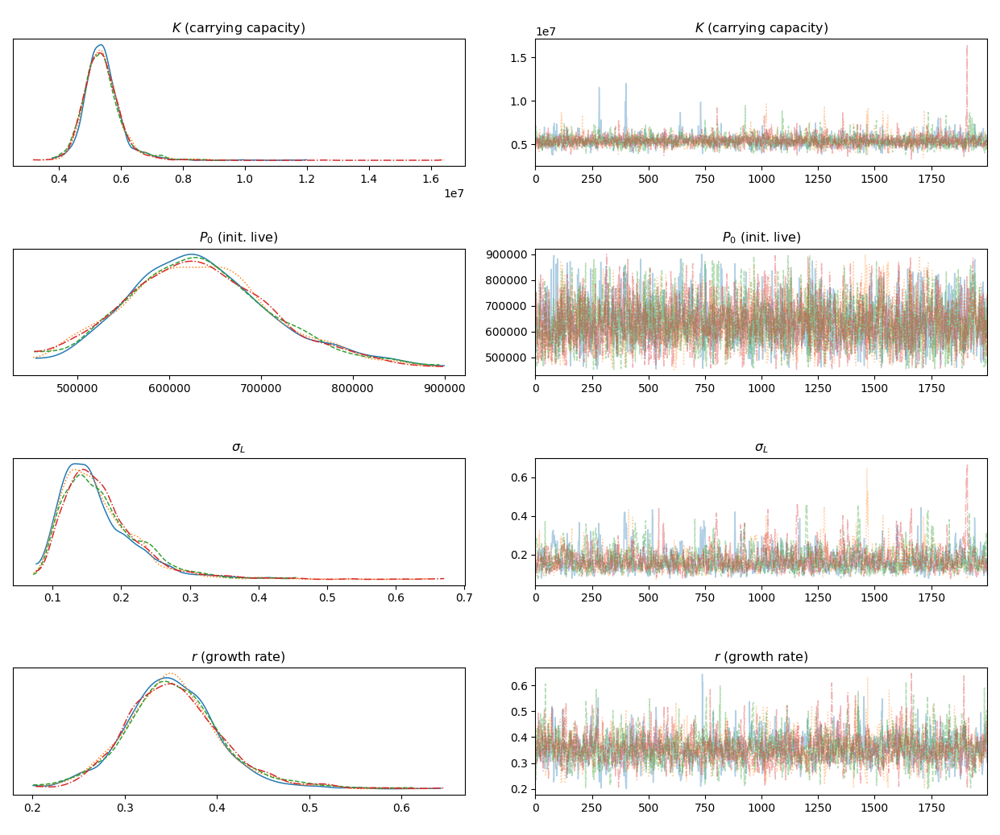 K (carrying capacity)
0.4 0.6 0.8 1.0 1.2 1.4 1.6
1e7
K (carrying capacity)
1e7
1.5
1.0
0.5
0 250 500 750 1000 1250 1500 1750
P0 (init. live)
500000 600000 700000 800000 900000
P0 (init. live)
900000
800000
700000
600000
500000
0 250 500 750 1000 1250 1500 1750
σL
0.1 0.2 0.3 0.4 0.5 0.6 0.7
σL
0.6
0.4
0.2
0 250 500 750 1000 1250 1500 1750
r (growth rate)
0.2 0.3 0.4 0.5 0.6
r (growth rate)
0.6
0.5
0.4
0.3
0.2
0 250 500 750 1000 1250 1500 1750